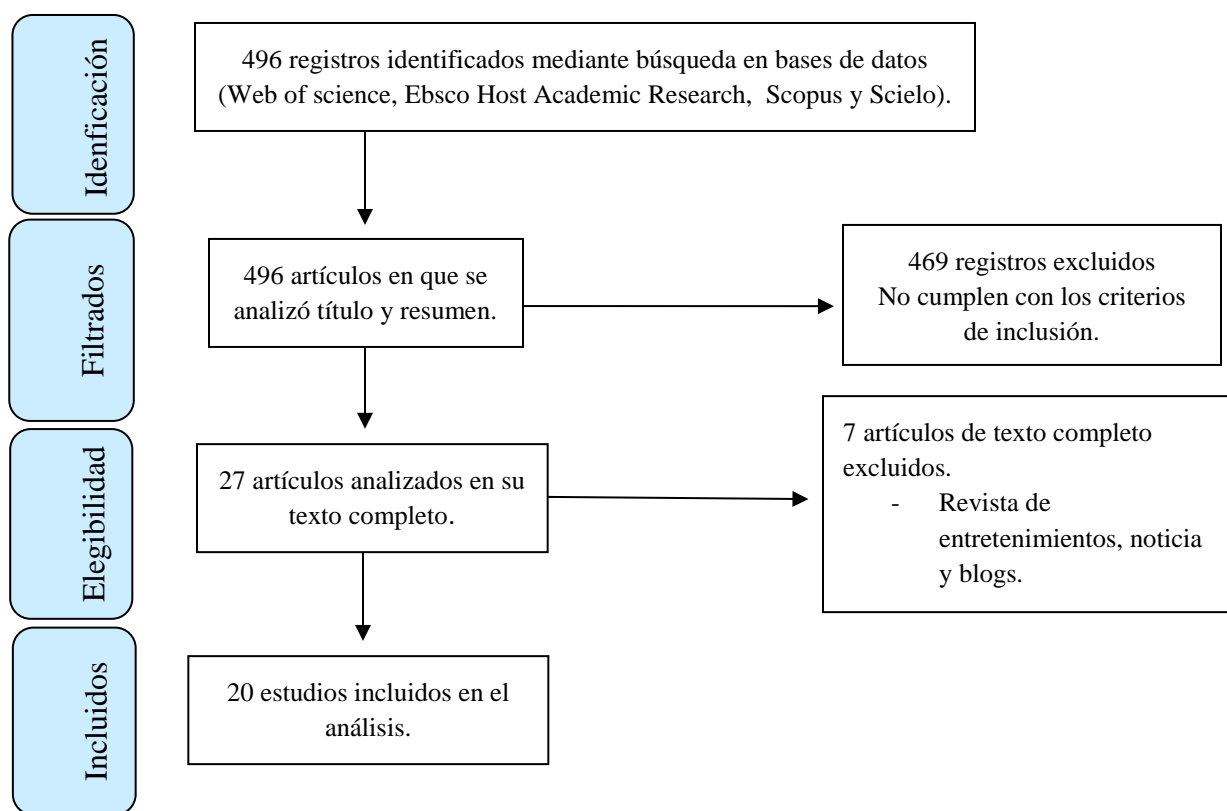 Idenficación
496 registros identificados mediante búsqueda en bases de datos
(Web of science, Ebsco Host Academic Research, Scopus y Scielo).
Filtrados
496 artículos en que se
analizó título y resumen.
469 registros excluidos
No cumplen con los criterios
de inclusión.
Elegibilidad
27 artículos analizados en su
texto completo.
7 artículos de texto completo
excluidos.
- Revista de
entretenimientos, noticia
y blogs.
Incluidos
20 estudios incluidos en el
análisis.